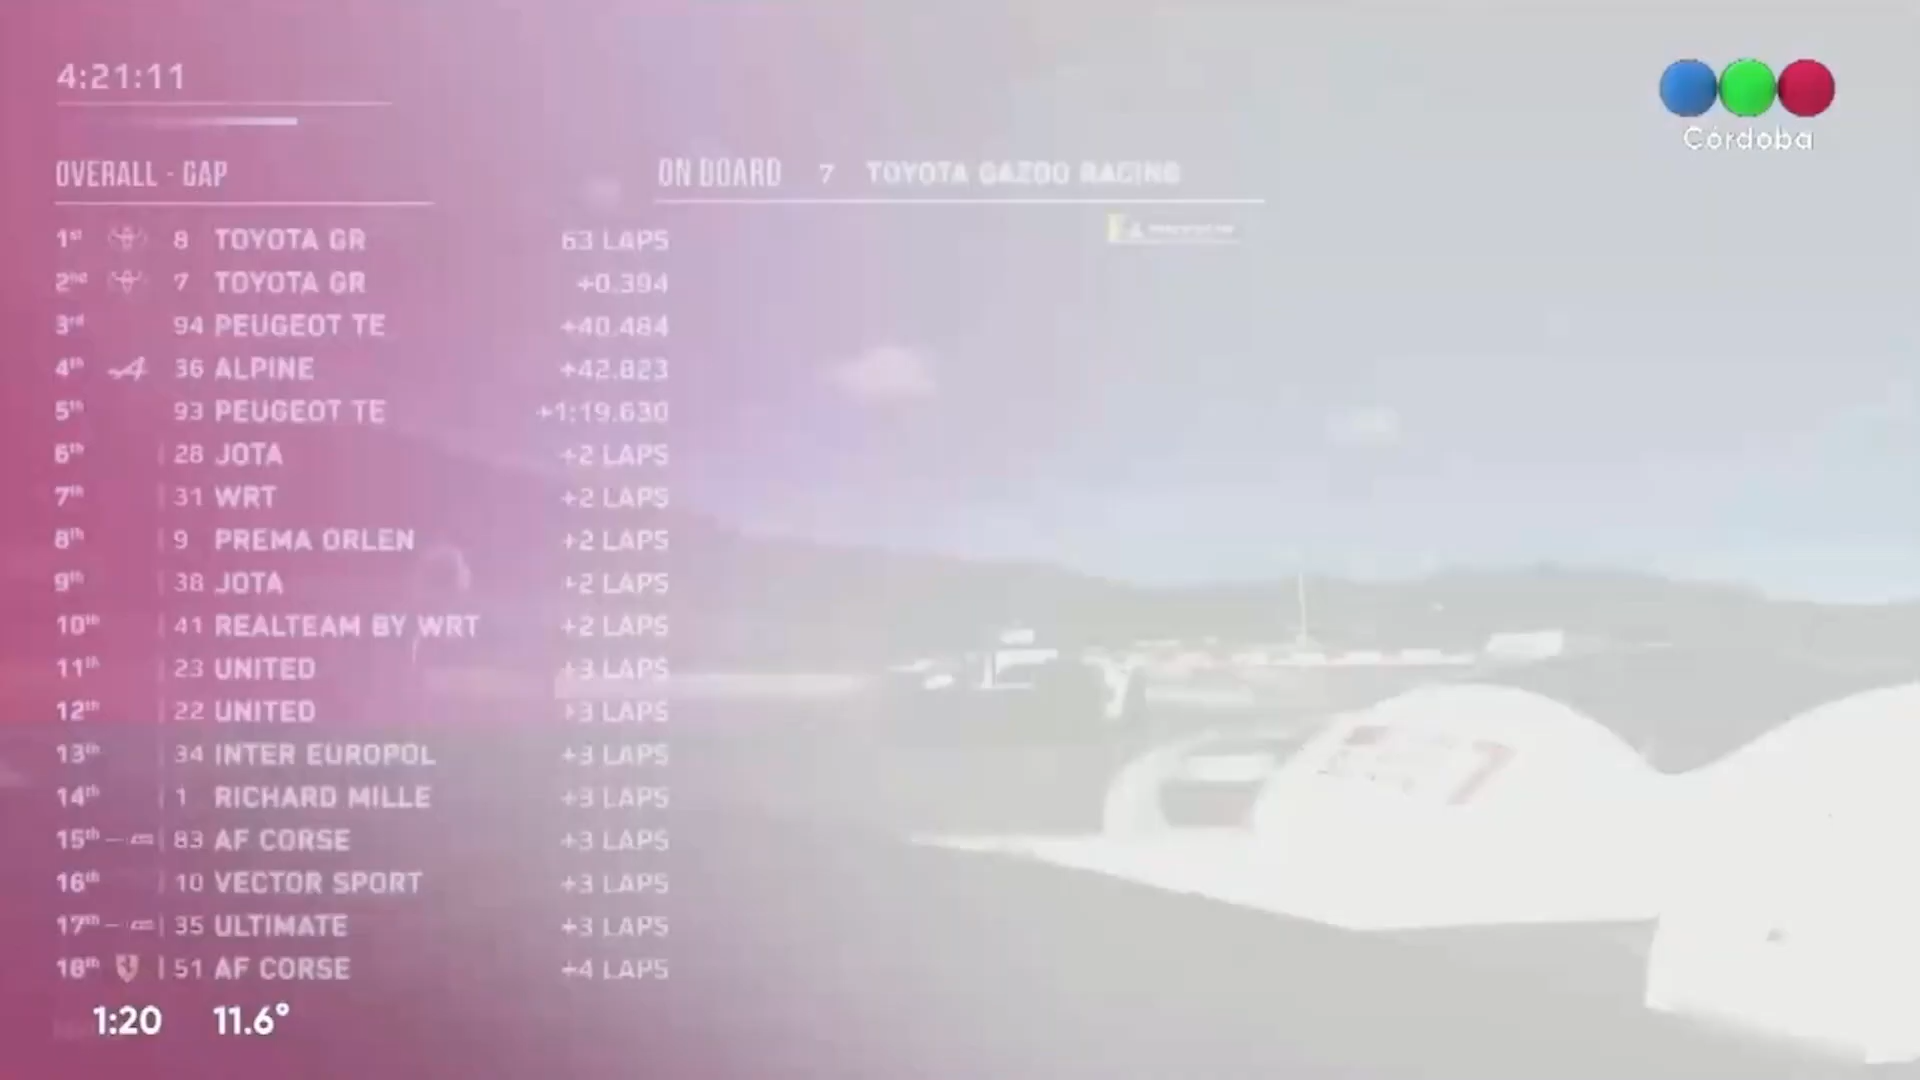 4:21:11
Córdoba
OVERALL - GAP
ON BOARD 7 TOYOTA GAZOO RACING
1st 8 TOYOTA GR 63 LAPS
2nd 7 TOYOTA GR +0.394
3rd 94 PEUGEOT TE +40.484
4th 36 ALPINE +42.823
5th 93 PEUGEOT TE +1:19.630
6th 28 JOTA +2 LAPS
7th 31 WRT +2 LAPS
8th 9 PREMA ORLEN +2 LAPS
9th 38 JOTA +2 LAPS
10th 41 REALTEAM BY WRT +2 LAPS
11th 23 UNITED +3 LAPS
12th 22 UNITED +3 LAPS
13th 34 INTER EUROPOL +3 LAPS
14th 1 RICHARD MILLE +3 LAPS
15th 83 AF CORSE +3 LAPS
16th 10 VECTOR SPORT +3 LAPS
17th 35 ULTIMATE +3 LAPS
18th 51 AF CORSE +4 LAPS
1:20 11.6°